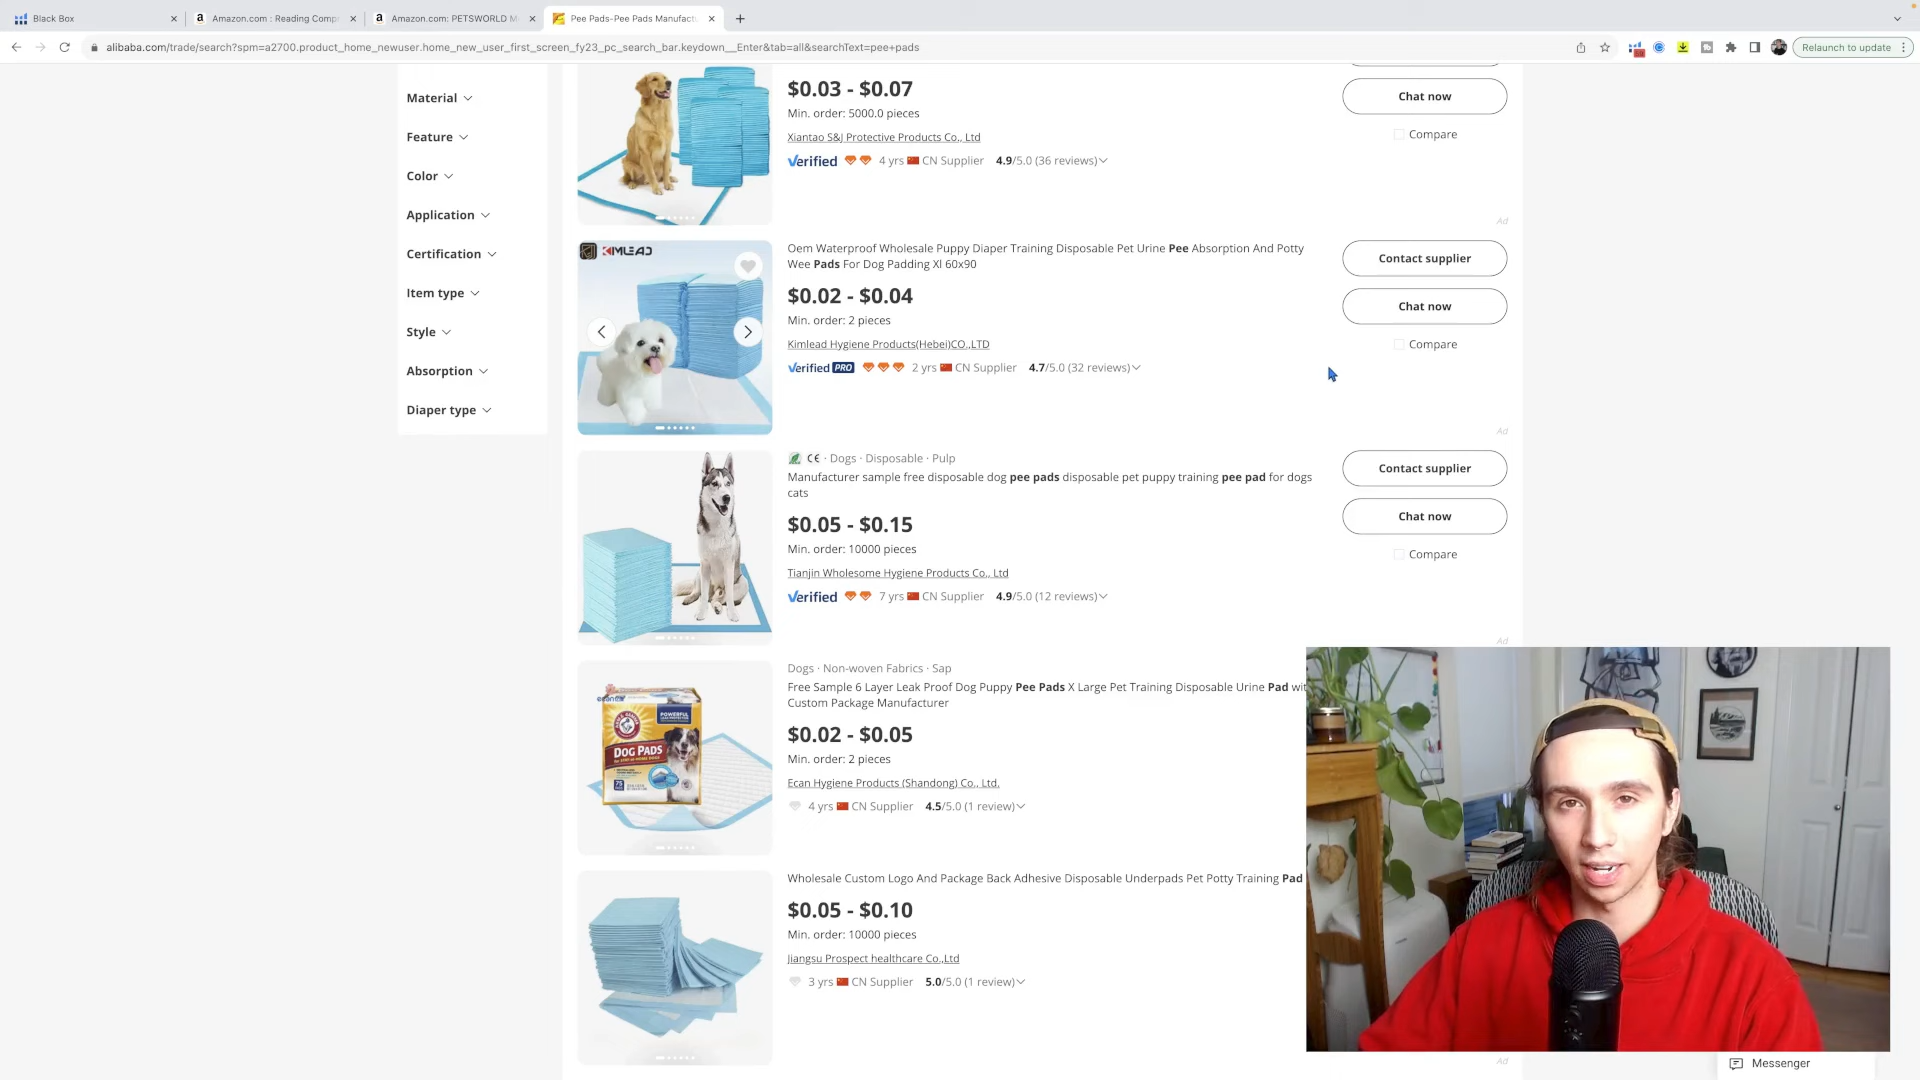 Black Box
Amazon.com : Reading Comp
Amazon.com: PETSWORLD M
Pee Pads-Pee Pads Manufactu
alibaba.com/trade/search?spm=a2700.product_home_newuser.home_new_user_first_screen_fy23_pc_search_bar.keydown__Enter&tab=all&searchText=pee+pads
Relaunch to update
Material
Feature
Color
Application
Certification
Item type
Style
Absorption
Diaper type
$0.03 - $0.07
Min. order: 5000.0 pieces
Xiantao S&J Protective Products Co., Ltd
Verified 4 yrs CN Supplier 4.9/5.0 (36 reviews)
Chat now
Compare
Ad
KIMLEAD
Oem Waterproof Wholesale Puppy Diaper Training Disposable Pet Urine Pee Absorption And Potty
Wee Pads For Dog Padding Xl 60x90
$0.02 - $0.04
Min. order: 2 pieces
Kimlead Hygiene Products(Hebei)CO.,LTD
Verified PRO 2 yrs CN Supplier 4.7/5.0 (32 reviews)
Contact supplier
Chat now
Compare
Ad
CE · Dogs · Disposable · Pulp
Manufacturer sample free disposable dog pee pads disposable pet puppy training pee pad for dogs
cats
$0.05 - $0.15
Min. order: 10000 pieces
Tianjin Wholesome Hygiene Products Co., Ltd
Verified 7 yrs CN Supplier 4.9/5.0 (12 reviews)
Contact supplier
Chat now
Compare
Ad
POWERFUL
DOG PADS
75
Dogs · Non-woven Fabrics · Sap
Free Sample 6 Layer Leak Proof Dog Puppy Pee Pads X Large Pet Training Disposable Urine Pad wit
Custom Package Manufacturer
$0.02 - $0.05
Min. order: 2 pieces
Ecan Hygiene Products (Shandong) Co., Ltd.
4 yrs CN Supplier 4.5/5.0 (1 review)
Wholesale Custom Logo And Package Back Adhesive Disposable Underpads Pet Potty Training Pad
$0.05 - $0.10
Min. order: 10000 pieces
Jiangsu Prospect healthcare Co.,Ltd
3 yrs CN Supplier 5.0/5.0 (1 review)
Ad
Messenger